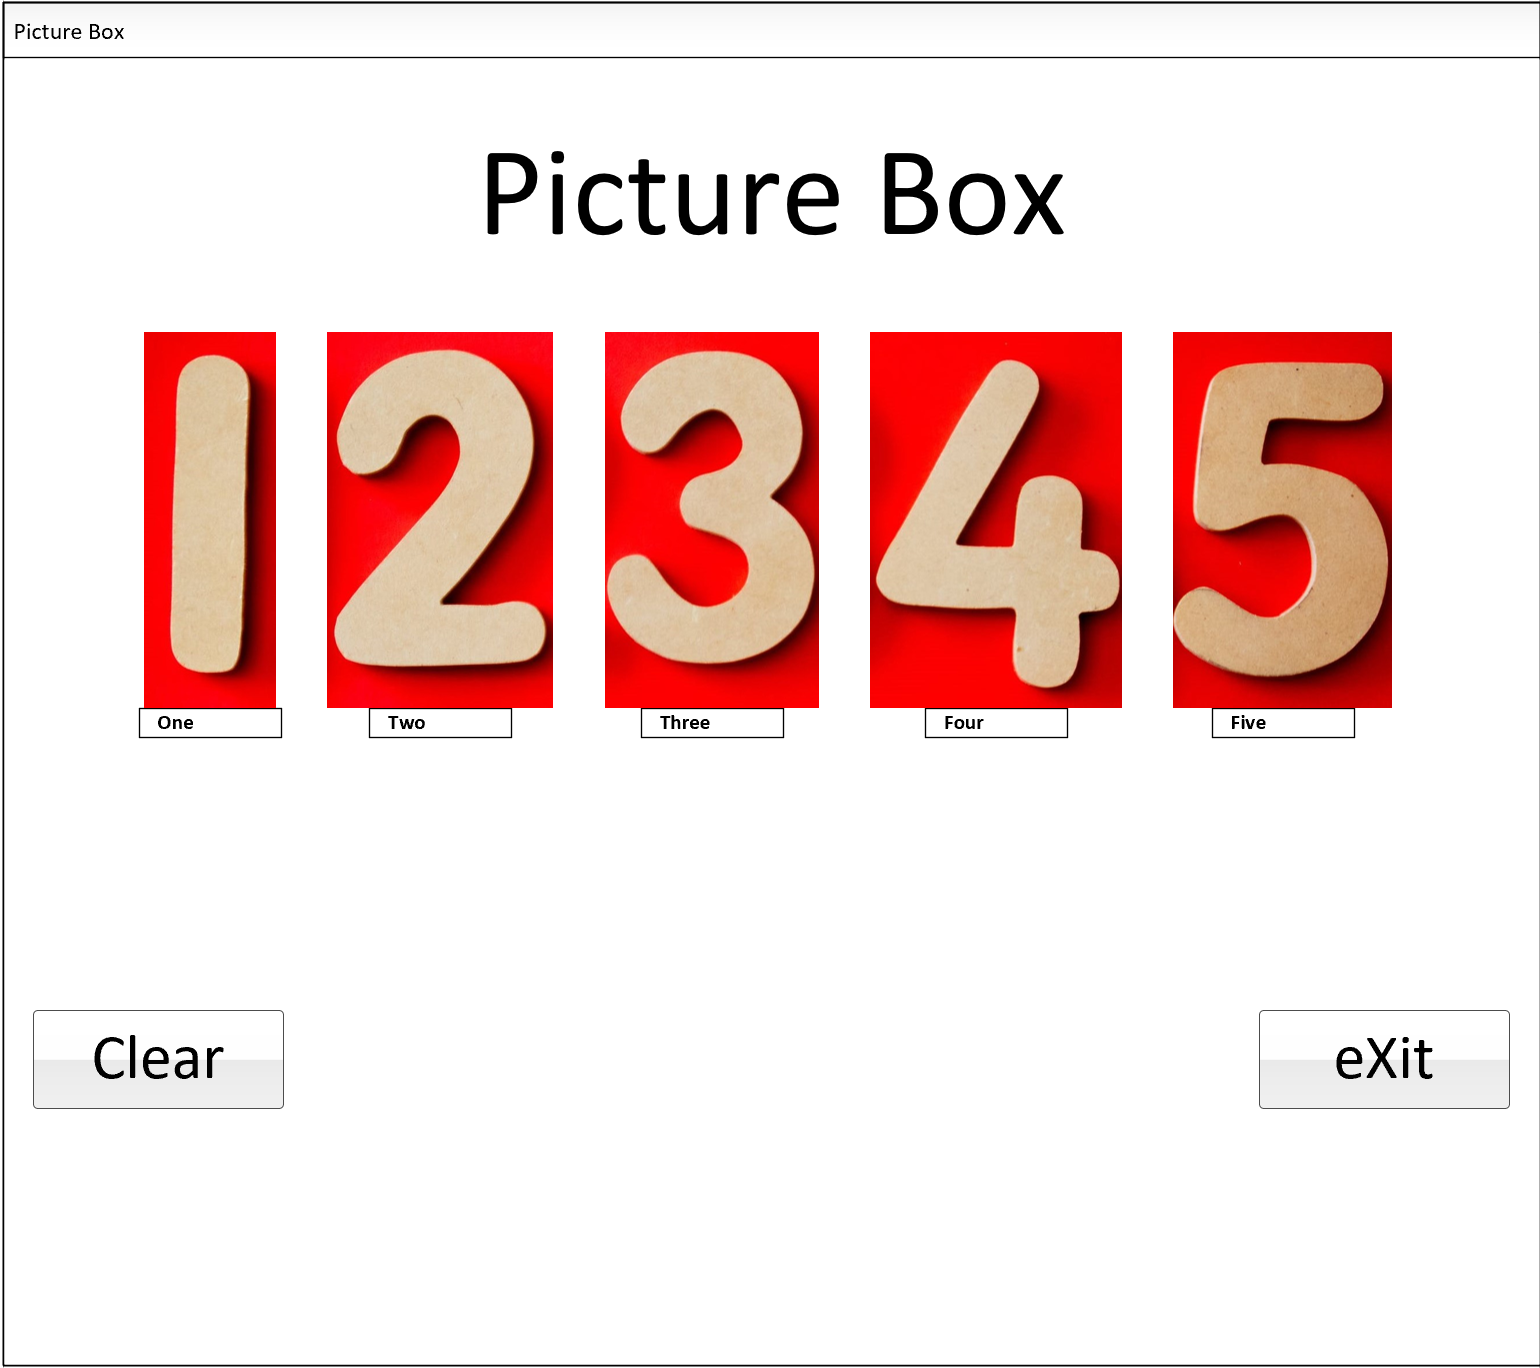 Picture Box
Picture Box
1 2 3 4 5
One Two Three Four Five
Clear eXit